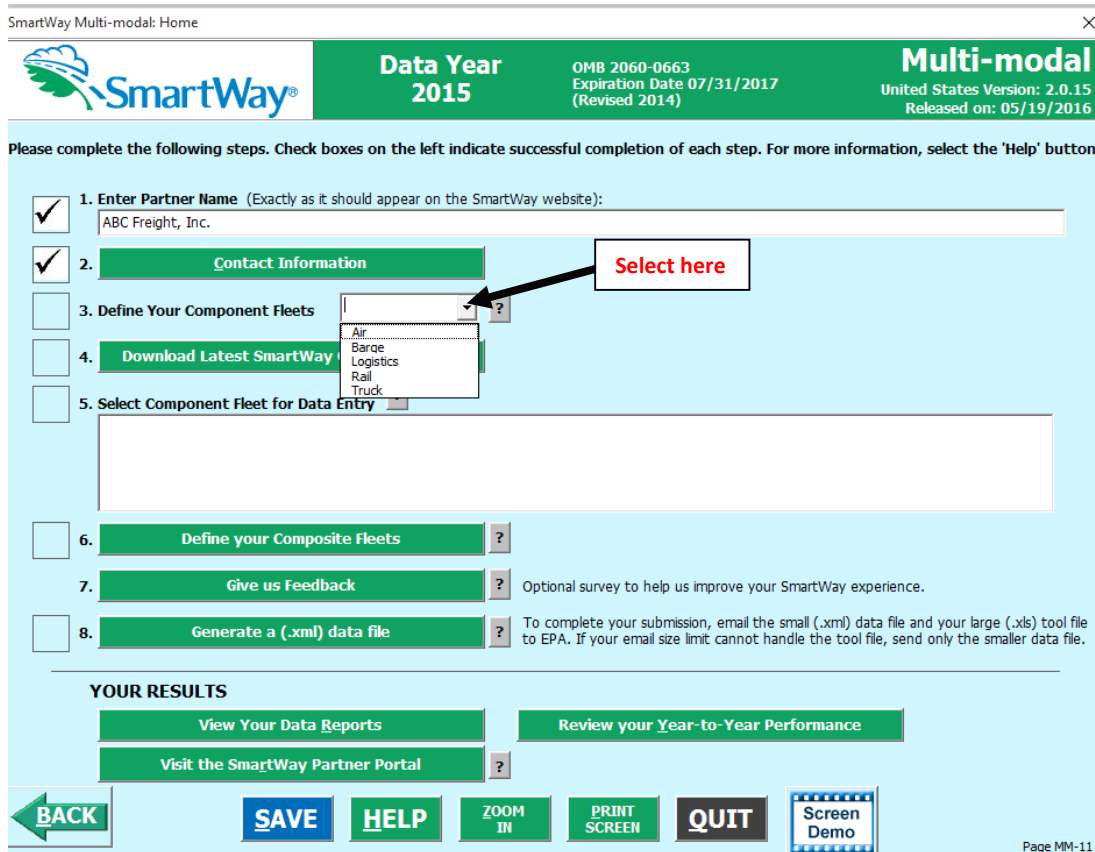 SmartWay Multi-modal: Home
SmartWay®
Data Year
2015
OMB 2060-0663
Expiration Date 07/31/2017
(Revised 2014)
Multi-modal
United States Version: 2.0.15
Released on: 05/19/2016
Please complete the following steps. Check boxes on the left indicate successful completion of each step. For more information, select the 'Help' button
1. Enter Partner Name (Exactly as it should appear on the SmartWay website):
ABC Freight, Inc.
2. Contact Information
Select here
3. Define Your Component Fleets ?
Air
Barge
Logistics
Rail
Truck
4. Download Latest SmartWay
5. Select Component Fleet for Data Entry
6. Define your Composite Fleets ?
7. Give us Feedback ? Optional survey to help us improve your SmartWay experience.
8. Generate a (.xml) data file ? To complete your submission, email the small (.xml) data file and your large (.xls) tool file
to EPA. If your email size limit cannot handle the tool file, send only the smaller data file.
YOUR RESULTS
View Your Data Reports Review your Year-to-Year Performance
Visit the SmartWay Partner Portal ?
BACK
SAVE
HELP
ZOOM
IN
PRINT
SCREEN
QUIT
Screen
Demo
Page MM-11